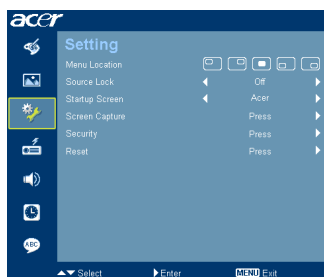 acer
Setting
Menu Location
Source Lock Off
Startup Screen Acer
Screen Capture Press
Security Press
Reset Press
ABC
Select Enter MENU Exit